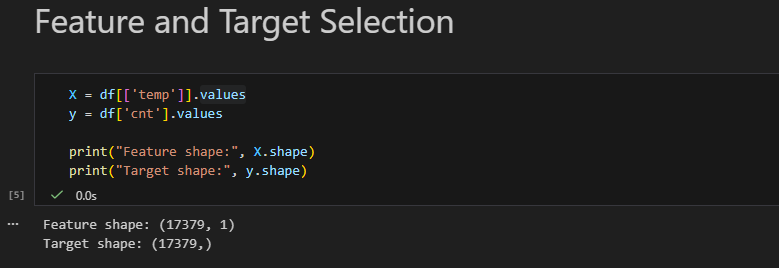 Feature and Target Selection
X = df[['temp']].values
y = df['cnt'].values
print("Feature shape:", X.shape)
print("Target shape:", y.shape)
[5]
0.0s
...
Feature shape: (17379, 1)
Target shape: (17379,)